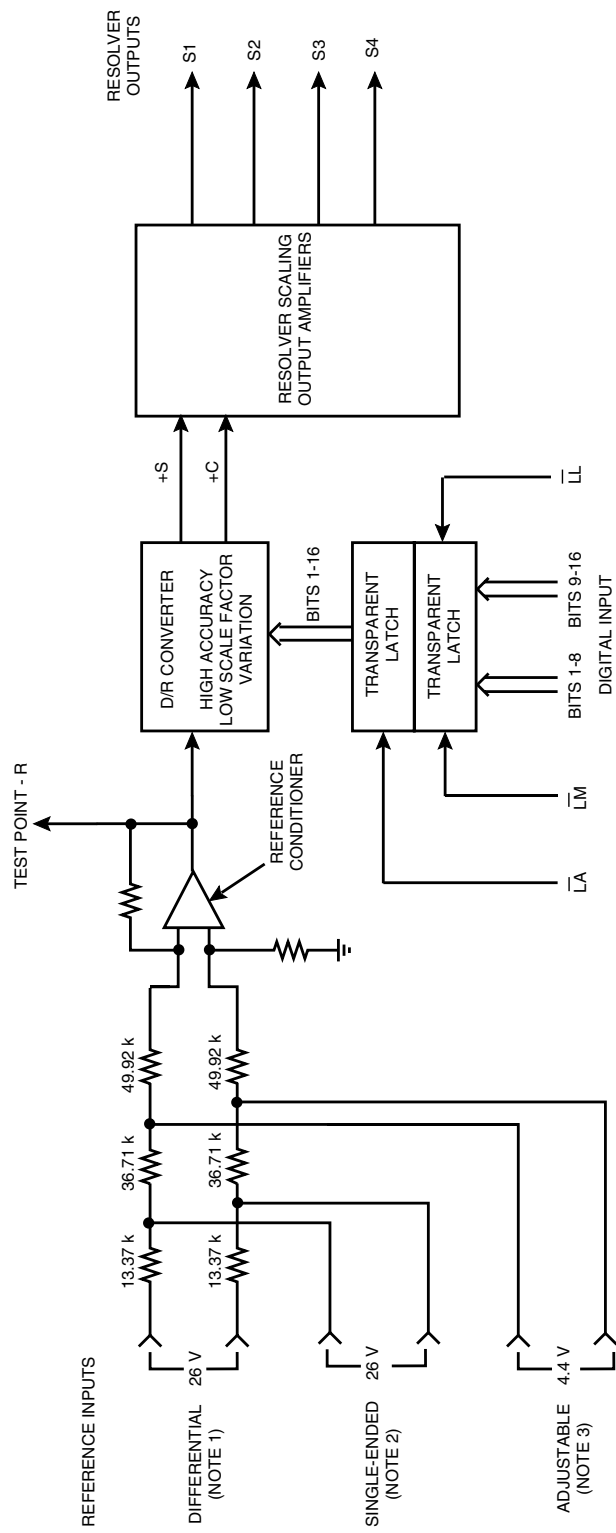 REFERENCE INPUTS
DIFFERENTIAL
(NOTE 1)
26 V
SINGLE-ENDED
(NOTE 2)
26 V
ADJUSTABLE
(NOTE 3)
4.4 V
13.37 k
36.71 k
49.92 k
13.37 k
36.71 k
49.92 k
TEST POINT - R
REFERENCE
CONDITIONER
D/R CONVERTER
HIGH ACCURACY
LOW SCALE FACTOR
VARIATION
+S
+C
RESOLVER SCALING
OUTPUT AMPLIFIERS
RESOLVER
OUTPUTS
S1
S2
S3
S4
BITS 1-16
TRANSPARENT
LATCH
TRANSPARENT
LATCH
L̅A
L̅M
BITS 1-8
BITS 9-16
DIGITAL INPUT
L̅L